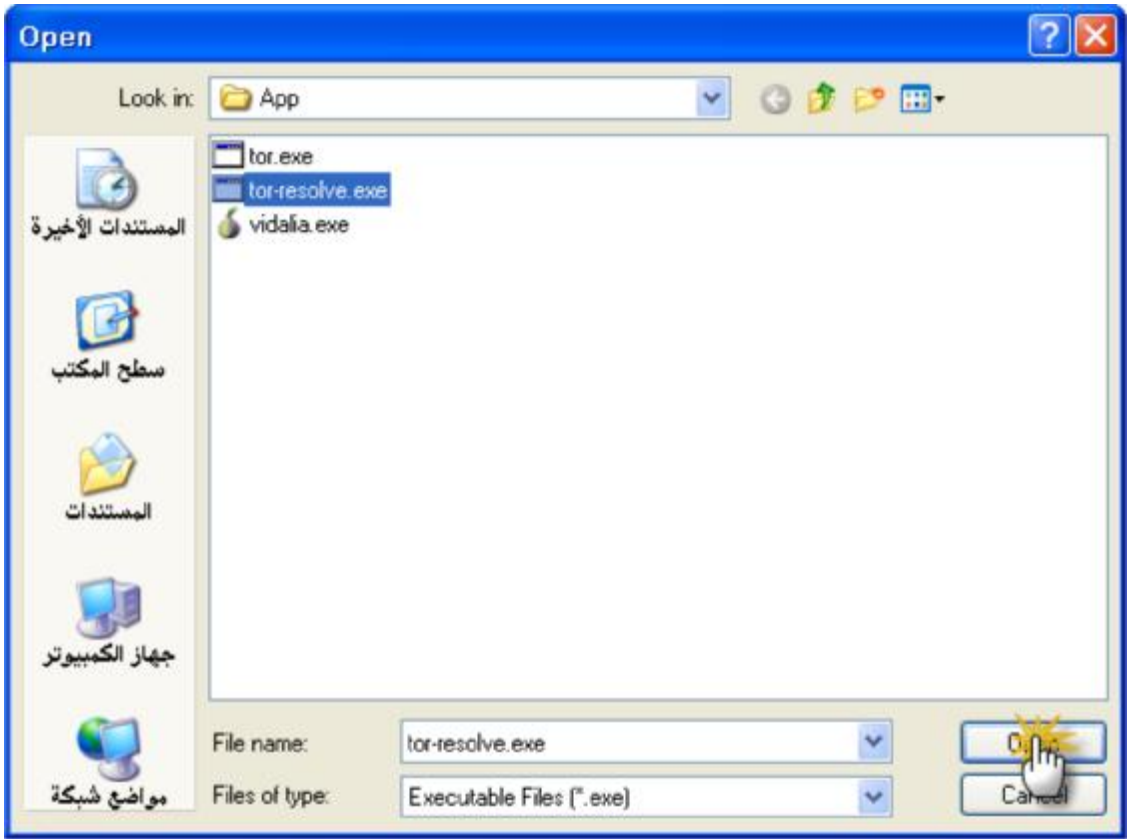 Open
Look in:
App
tor.exe
tor-resolve.exe
vidalia.exe
المستندات الأخيرة
سطح المكتب
المستندات
جهاز الكمبيوتر
مواضع شبكة
File name:
tor-resolve.exe
Files of type:
Executable Files (*.exe)
Cancel